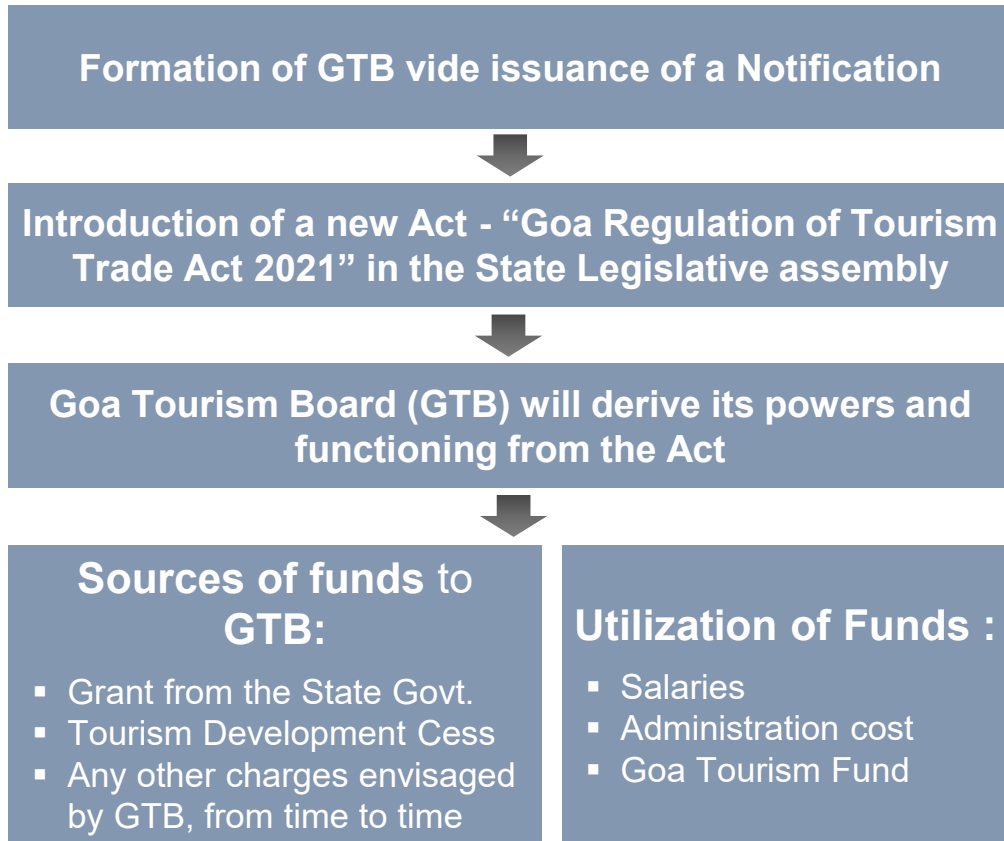 Formation of GTB vide issuance of a Notification
Introduction of a new Act - “Goa Regulation of Tourism
Trade Act 2021” in the State Legislative assembly
Goa Tourism Board (GTB) will derive its powers and
functioning from the Act
Sources of funds to
GTB:
▪ Grant from the State Govt.
▪ Tourism Development Cess
▪ Any other charges envisaged
by GTB, from time to time
Utilization of Funds :
▪ Salaries
▪ Administration cost
▪ Goa Tourism Fund